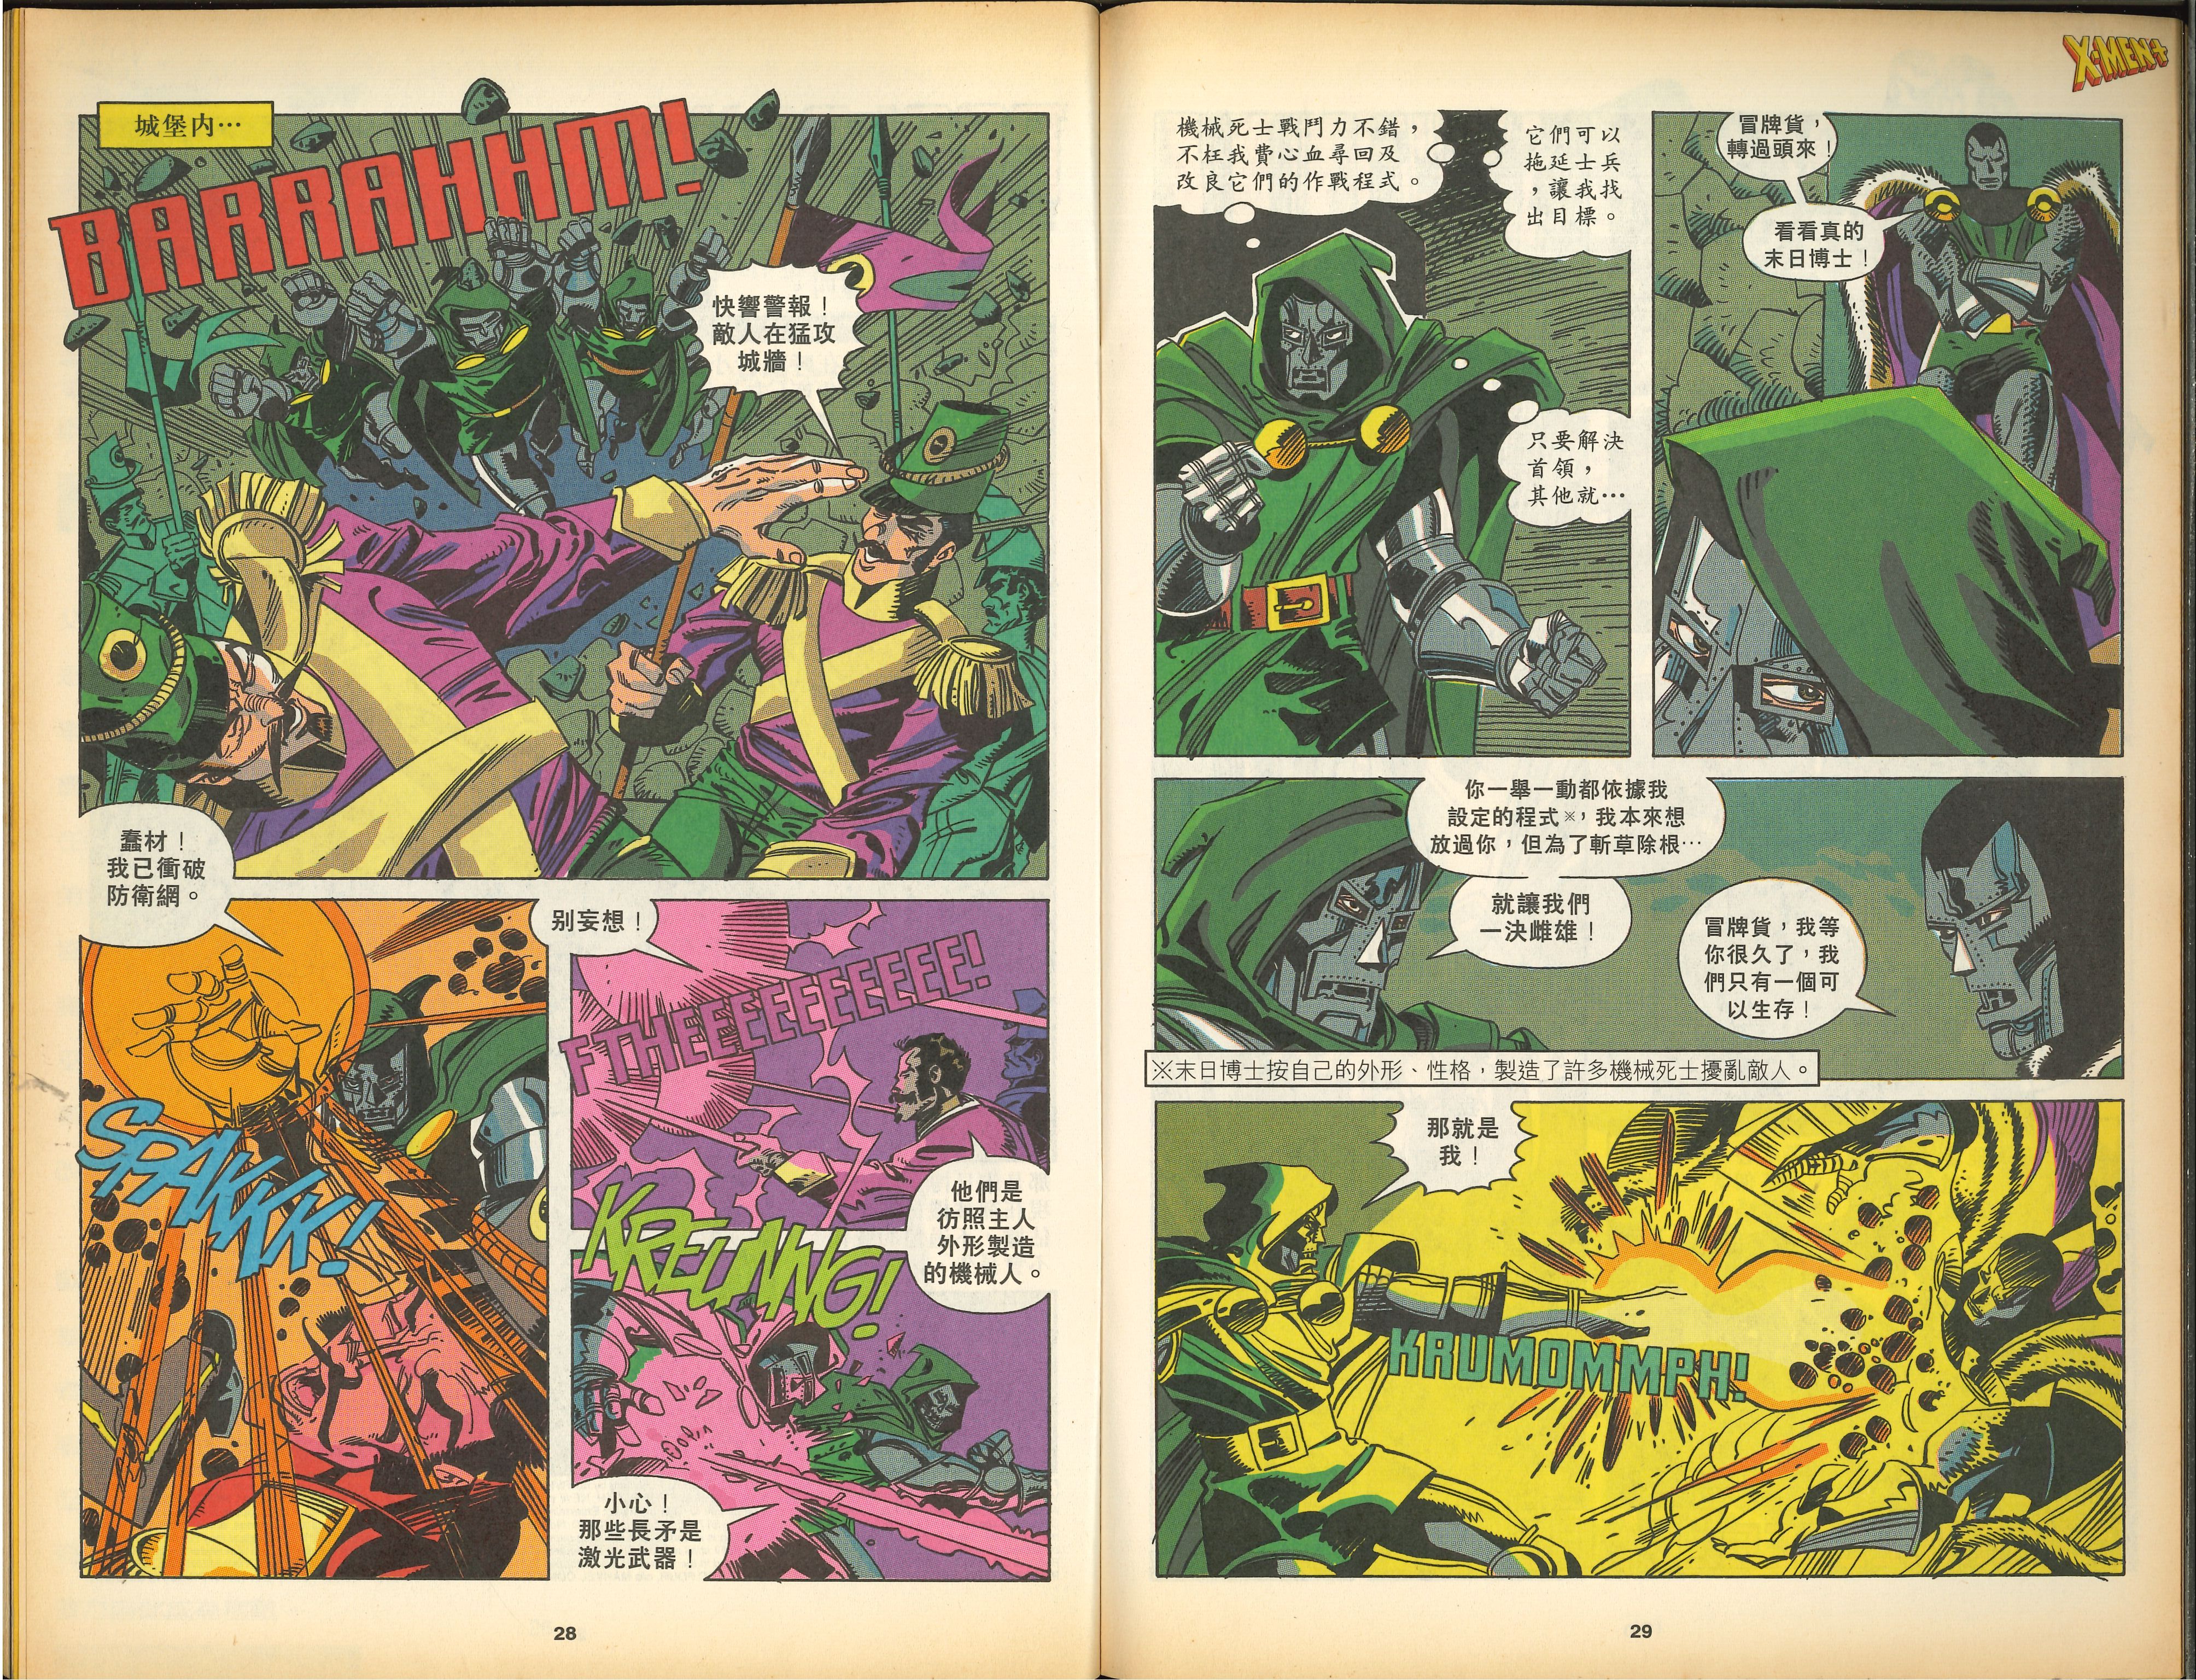 城堡內…
BARRAHHM!
快響警報！
敵人在猛攻
城牆！
蠢材！
我已衝破
防衛網。
SPAKKK!
別妄想！
FTHEEEEEEEEEEE!
他們是
彷照主人
外形製造
的機械人。
KREUNNG!
小心！
那些長矛是
激光武器！
28
X-MEN+
機械死士戰鬥力不錯，
不枉我費心血尋回及
改良它們的作戰程式。
它們可以
拖延士兵
，讓我找
出目標。
只要解決
首領，
其他就…
冒牌貨，
轉過頭來！
看看真的
末日博士！
你一舉一動都依據我
設定的程式※，我本來想
放過你，但為了斬草除根…
就讓我們
一決雌雄！
冒牌貨，我等
你很久了，我
們只有一個可
以生存！
※末日博士按自己的外形、性格，製造了許多機械死士擾亂敵人。
那就是
我！
KRUMOMMPH!
29